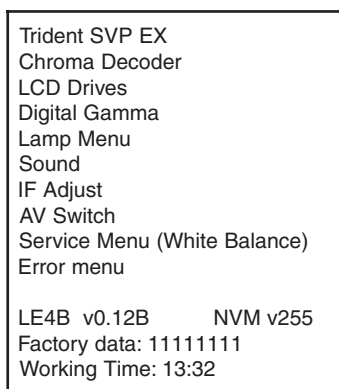 Trident SVP EX
Chroma Decoder
LCD Drives
Digital Gamma
Lamp Menu
Sound
IF Adjust
AV Switch
Service Menu (White Balance)
Error menu
LE4B v0.12B NVM v255
Factory data: 11111111
Working Time: 13:32